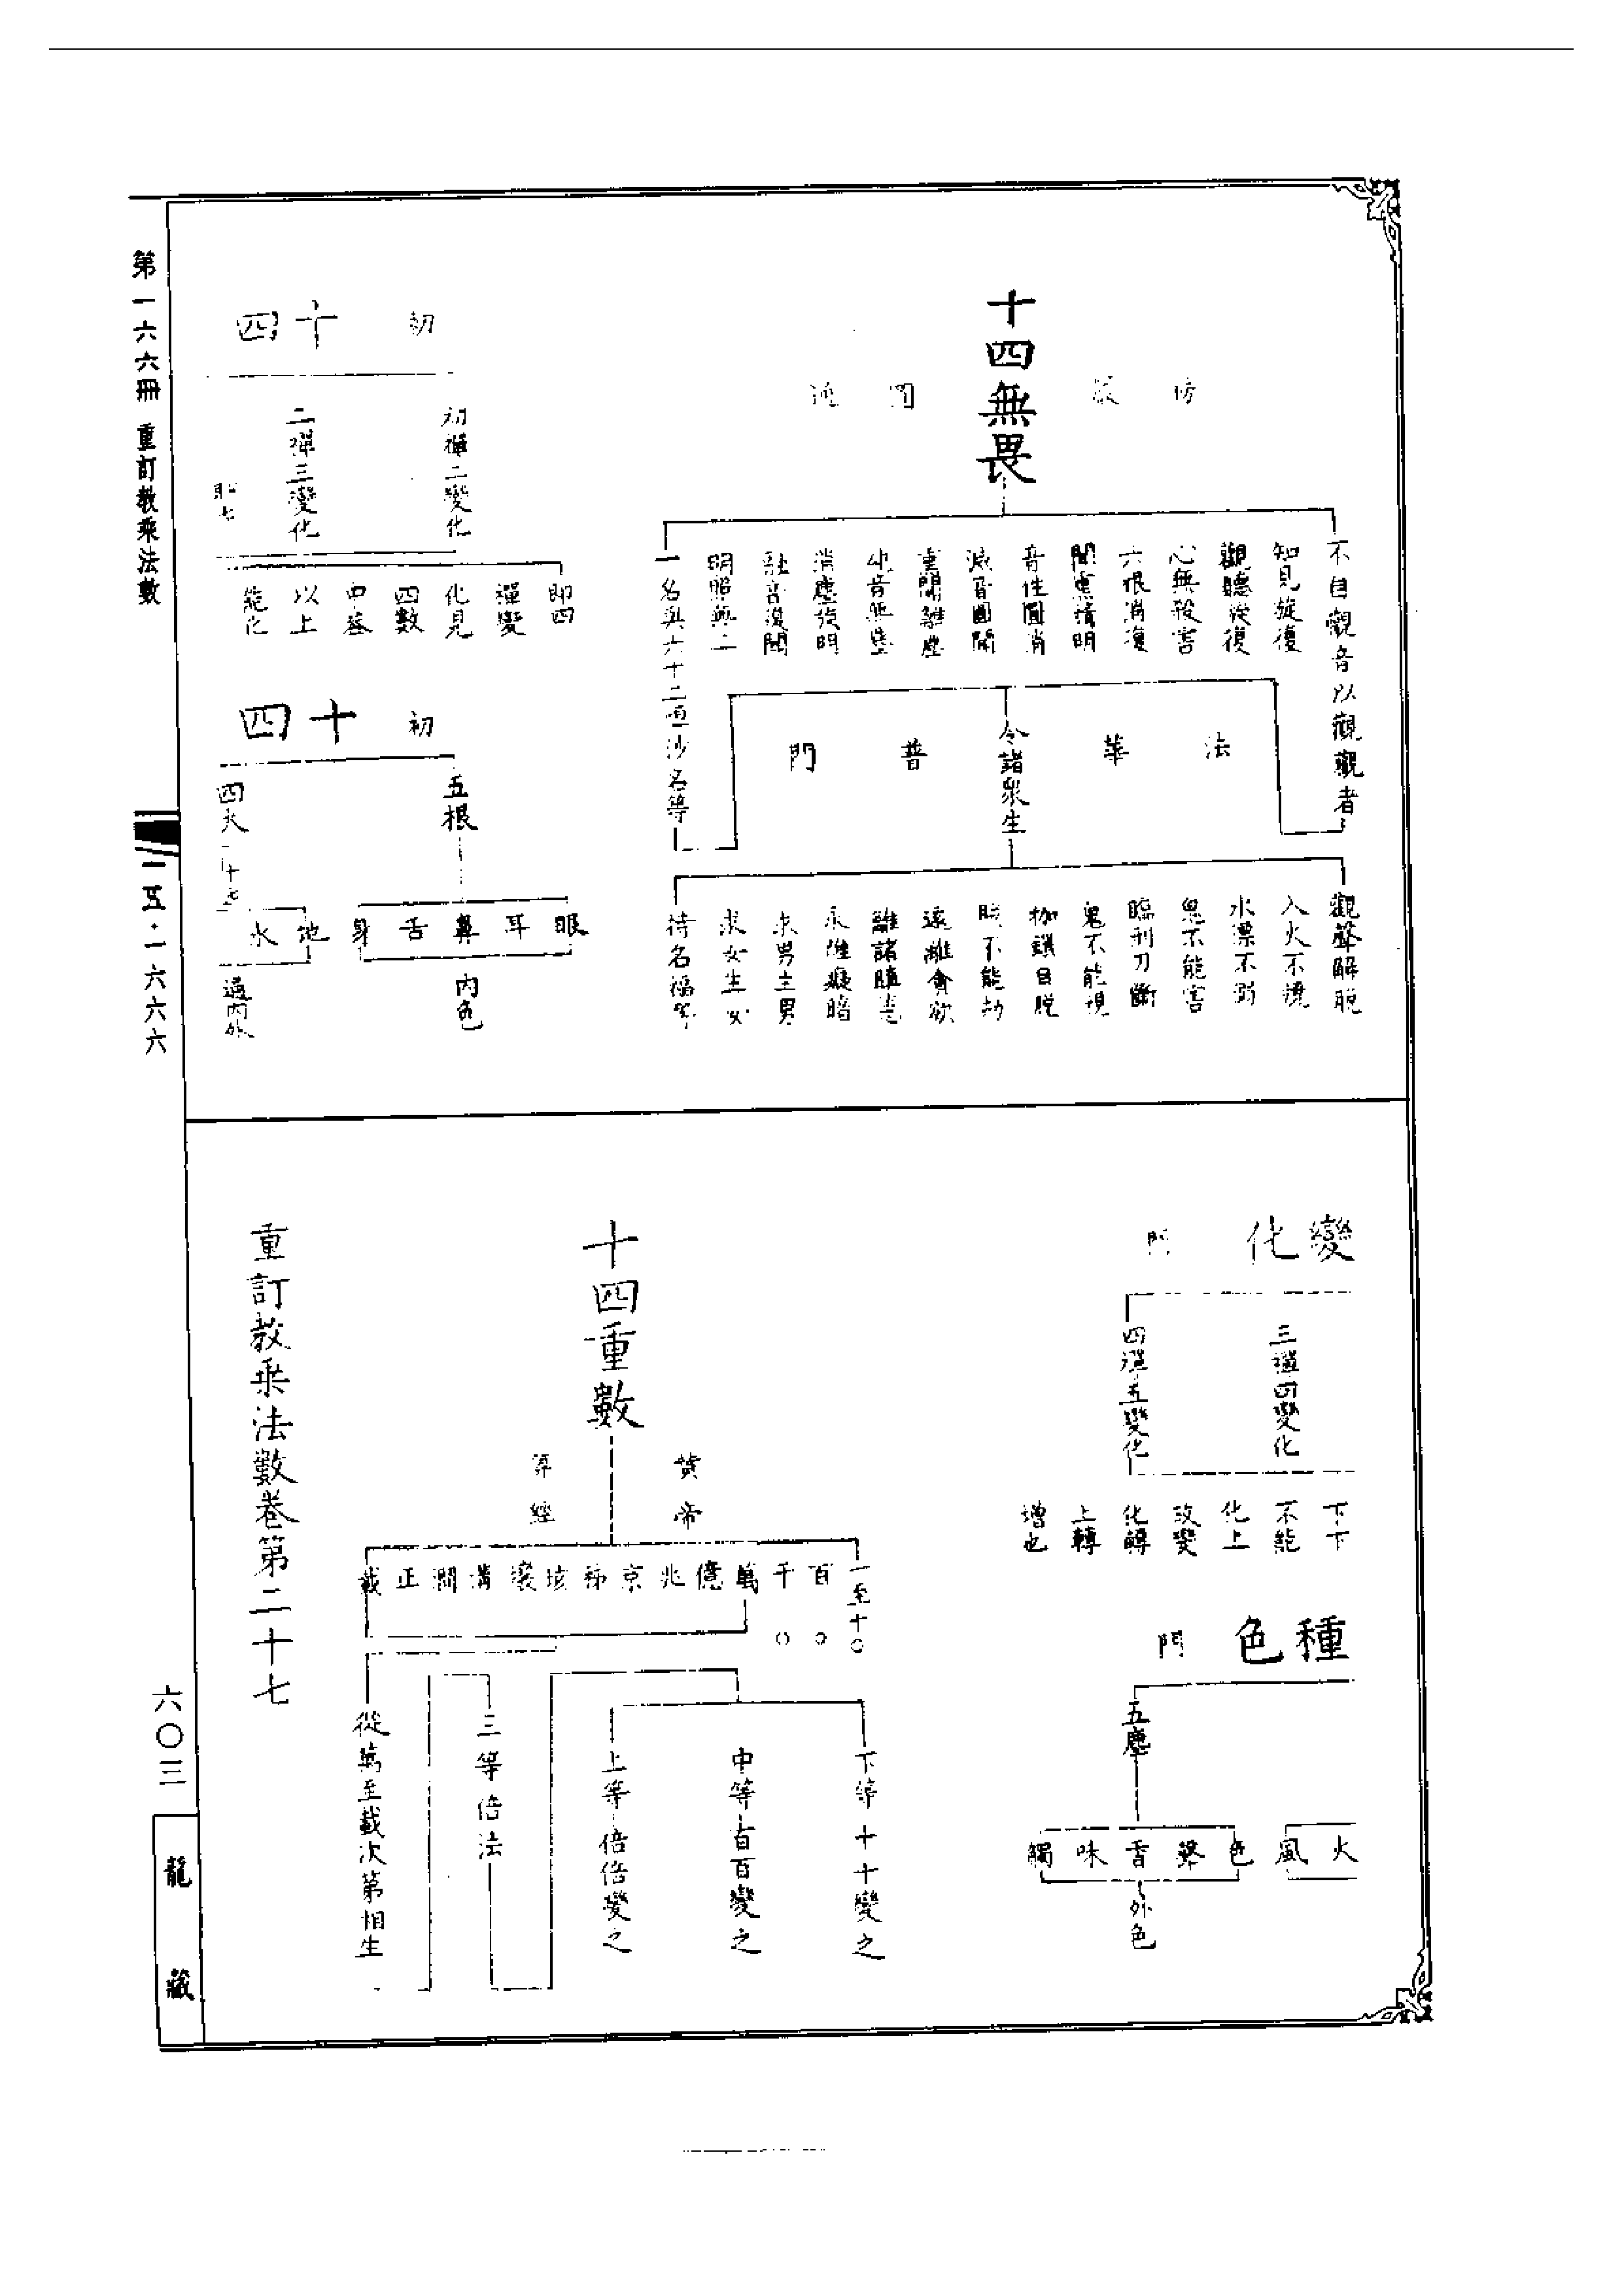 十四無畏
圓通
不自觀音以觀觀者
知見旋復
觀聽旋復
心無殺害
六根消復
聞熏精明
音性圓消
滅音圓聞
重聞離塵
純音無塵
消塵旋明
融音復聞
明照無二
一名與六十二恒沙名等
法華
令諸眾生
普門
觀聲解脫
入火不燒
水漂不溺
鬼不能害
臨刑刀斷
鬼不能視
枷鎖自脫
賊不能劫
遠離貪欲
離諸瞋恚
永離癡暗
求男生男
求女生女
持名福等
初
十四
初禪二變化
二禪三變化
即四
禪變
化見
四數
中莶
以上
能化
初
十四
五根
四大
眼耳鼻舌身
內色
地水
通內外
變化
門
三禪四變化
四禪五變化
下下
不能
化上
改變
化轉
上轉
增也
種色
門
五塵
火風
色聲香味觸
外色
十四重數
黃帝
算經
一至十○
百○
千○
萬億兆京秭垓壤溝澗正載
下等十十變之
中等百百變之
上等倍倍變之
三等倍法
從萬至載次第相生
重訂教乘法數卷第二十七
第一六六冊 重訂教乘法數
一五·一六六六
六〇三
龍藏